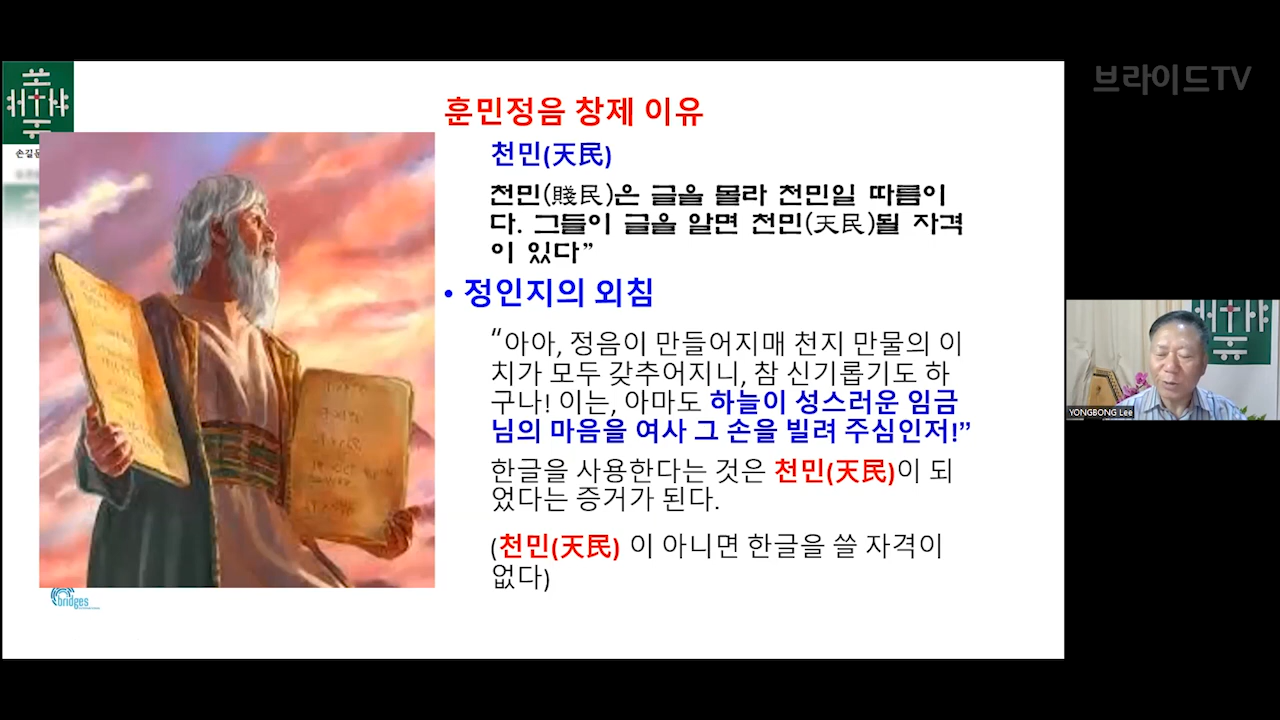 브라이드TV
훈민정음 창제 이유
천민(天民)
천민(賤民)은 글을 몰라 천민일 따름이
다. 그들이 글을 알면 천민(天民)될 자격
이 있다”
• 정인지의 외침
“아아, 정음이 만들어지매 천지 만물의 이
치가 모두 갖추어지니, 참 신기롭기도 하
구나! 이는, 아마도 하늘이 성스러운 임금
님의 마음을 여사 그 손을 빌려 주심인저!”
한글을 사용한다는 것은 천민(天民)이 되
었다는 증거가 된다.
(천민(天民) 이 아니면 한글을 쓸 자격이
없다)
손길문
bridges
YONGBONG Lee